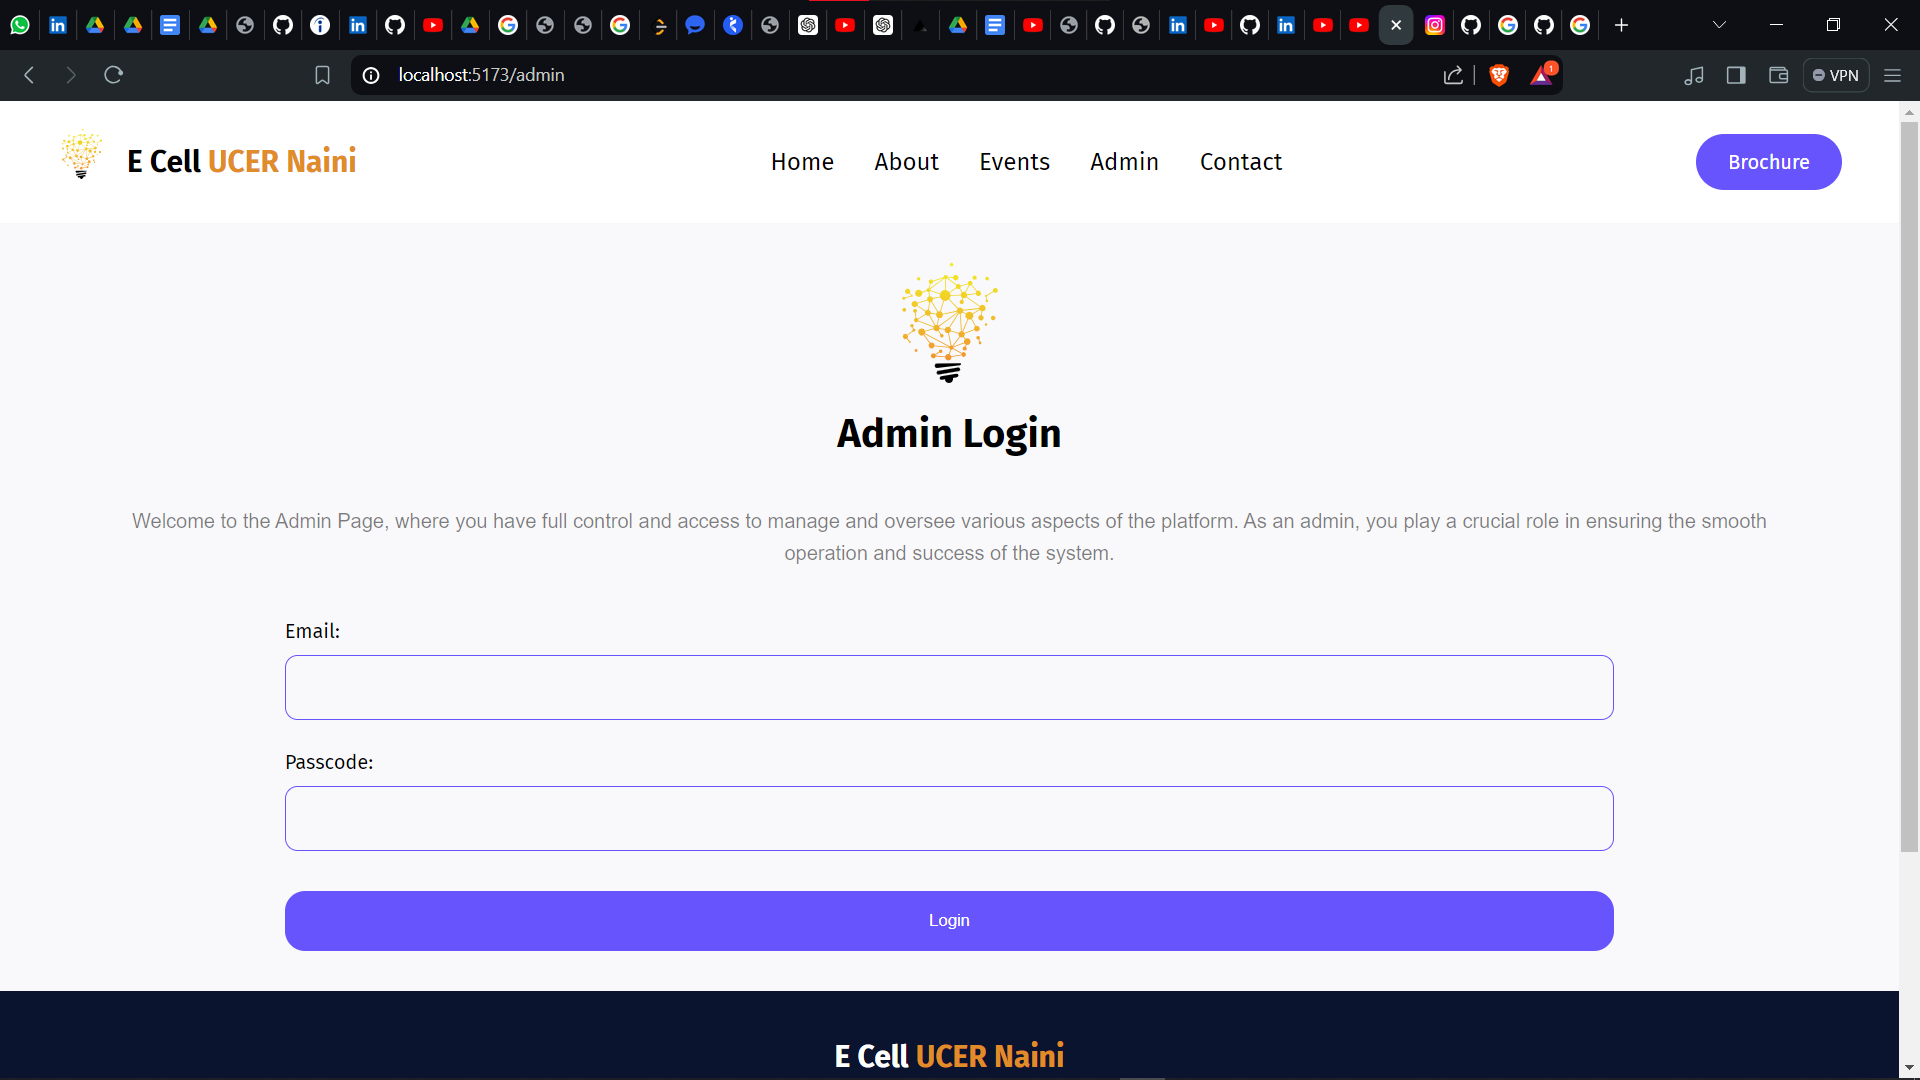 localhost:5173/admin
1
VPN
E Cell UCER Naini
Home About Events Admin Contact
Brochure
Admin Login
Welcome to the Admin Page, where you have full control and access to manage and oversee various aspects of the platform. As an admin, you play a crucial role in ensuring the smooth
operation and success of the system.
Email:
Passcode:
Login
E Cell UCER Naini